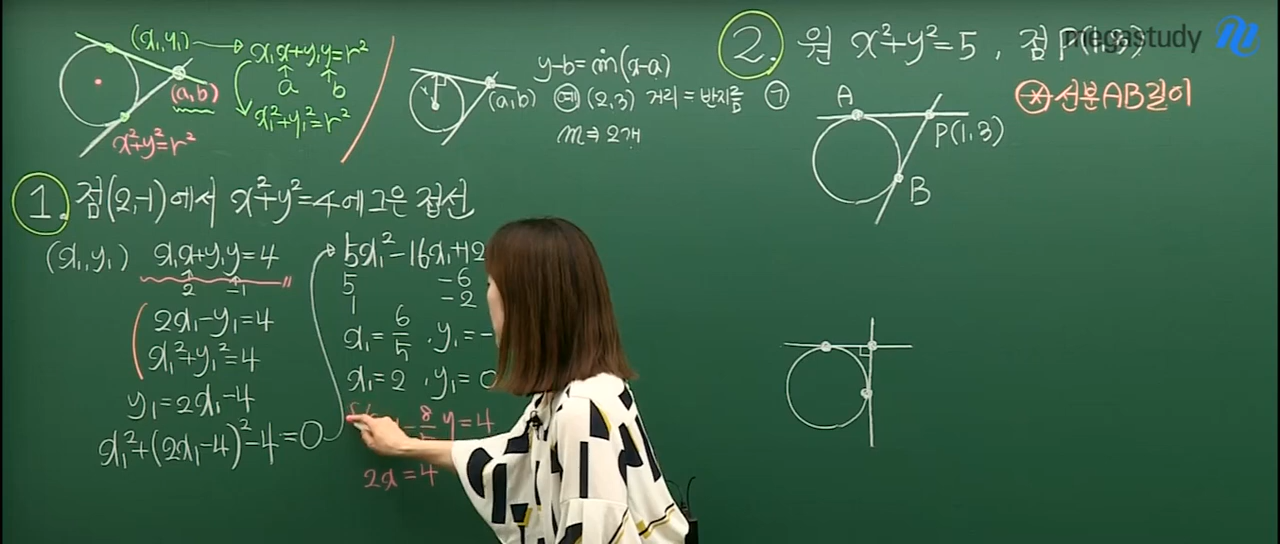 (x₁,y₁) → x₁x+y₁y=r²
a b
(a,b)
x₁²+y₁²=r²
x²+y²=r²
r
(a,b)
y-b=m(x-a)
(예) (2,3) 거리=반지름
m⇒2개
1. 점(2,-1)에서 x²+y²=4에 그은 접선
(x₁,y₁) x₁x+y₁y=4
2 -1
2x₁-y₁=4
x₁²+y₁²=4
y₁=2x₁-4
x₁²+(2x₁-4)²-4=0
5x₁²-16x₁+12
5 -6
1 -2
x₁=6/5 , y₁=-
x₁=2 , y₁=0
y=4
2x=4
2. 원 x²+y²=5 , 점 P(1,3)
megastudy
선분AB길이
A
P(1,3)
B